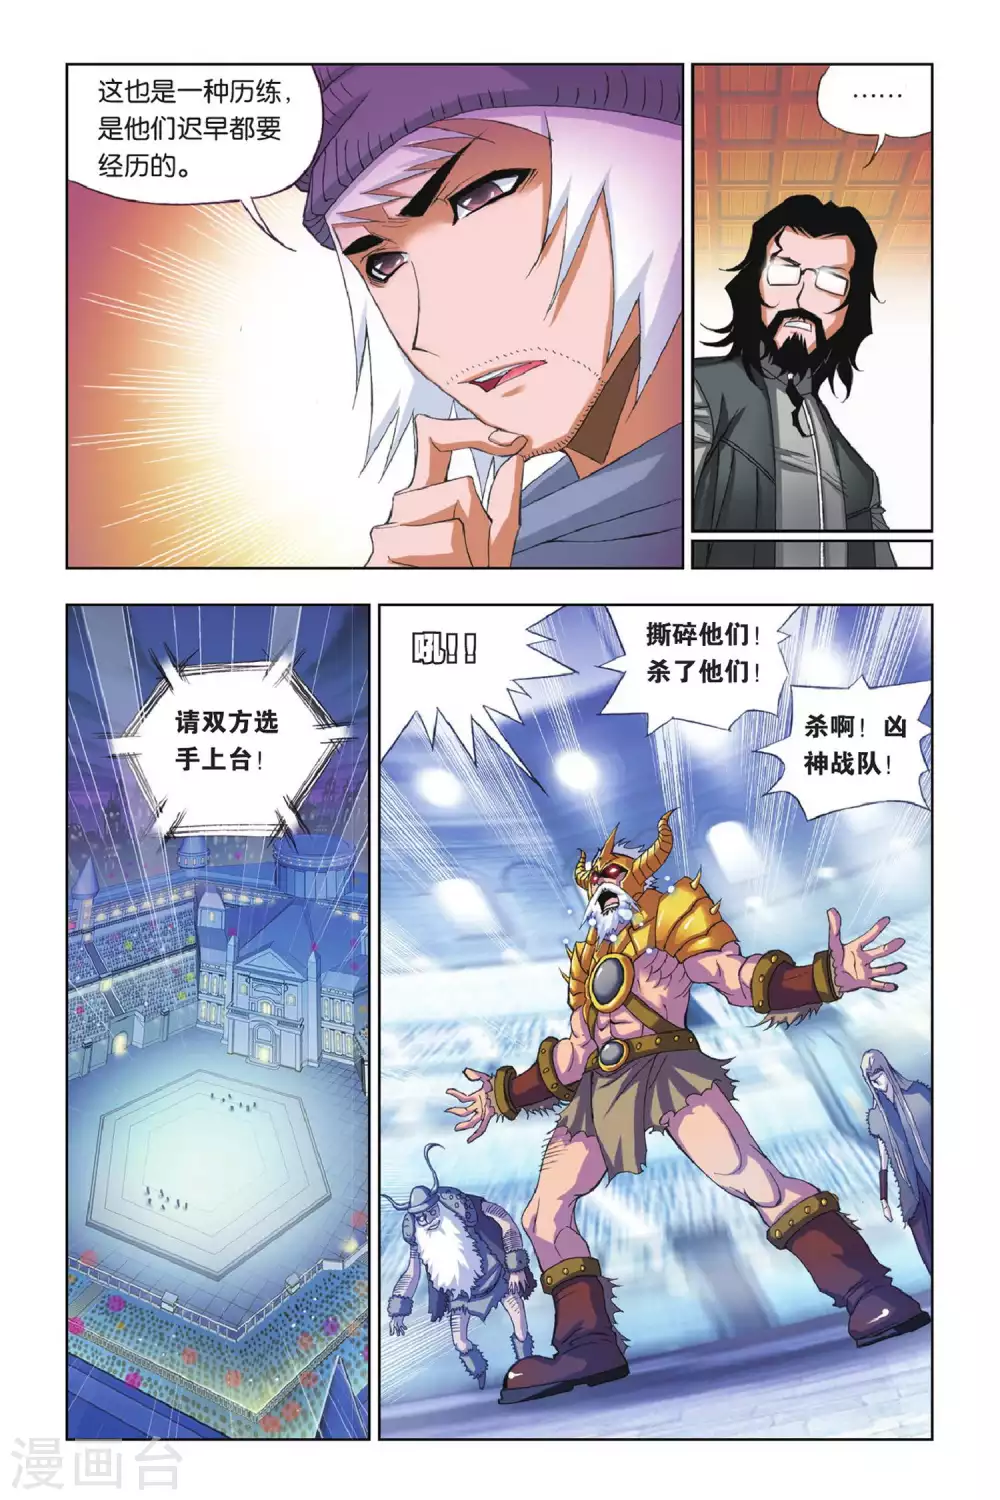 这也是一种历练，
是他们迟早都要
经历的。
……
请双方选
手上台！
吼！！
撕碎他们！
杀了他们！
杀啊！凶
神战队！
漫画台